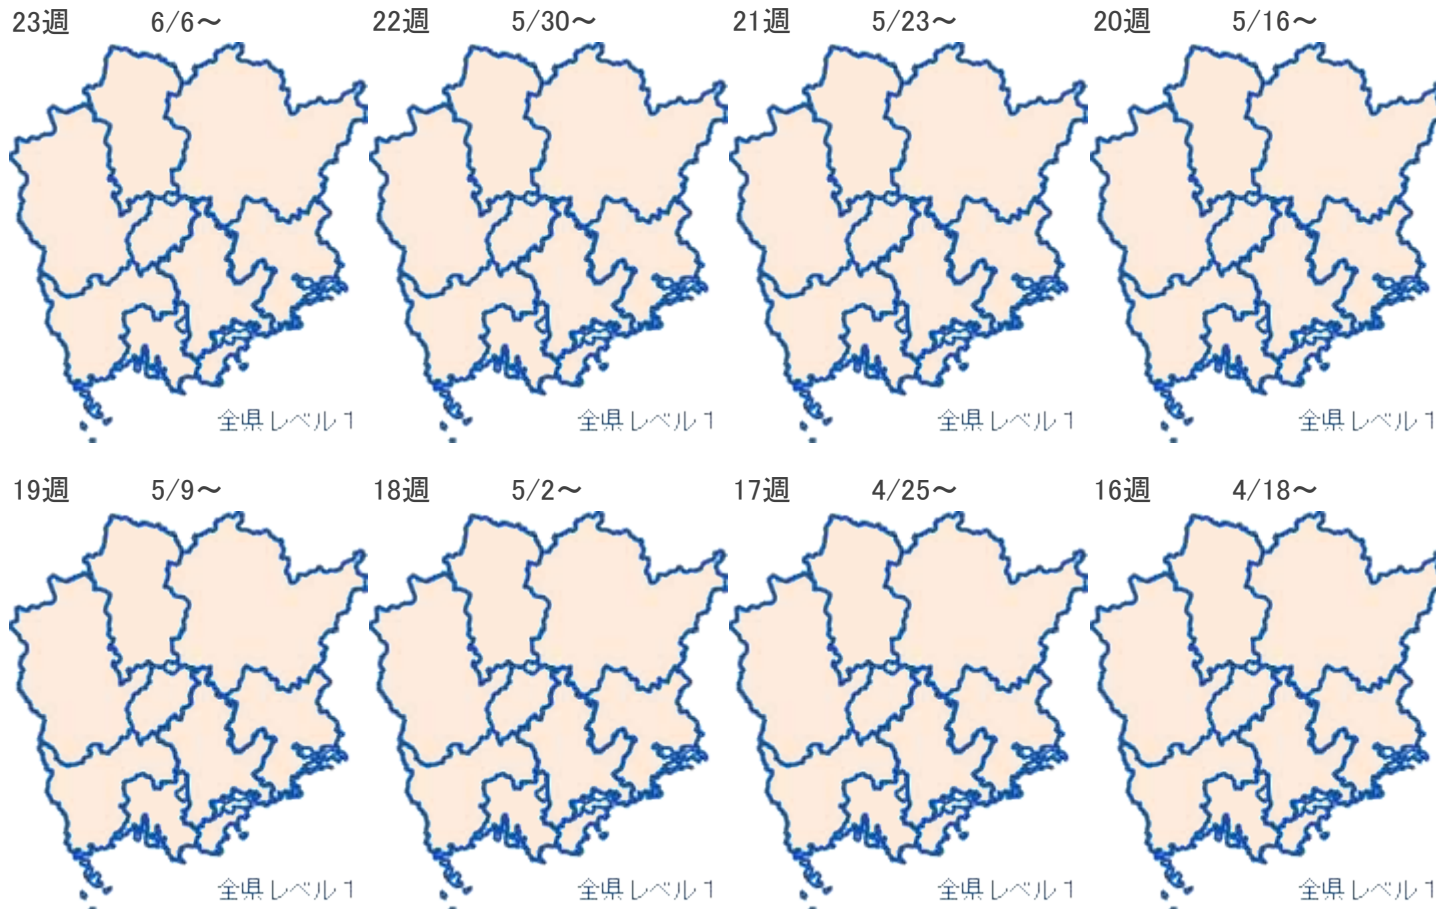 23週 6/6～ 22週 5/30～ 21週 5/23～ 20週 5/16～
全県レベル１ 全県レベル１ 全県レベル１ 全県レベル１
19週 5/9～ 18週 5/2～ 17週 4/25～ 16週 4/18～
全県レベル１ 全県レベル１ 全県レベル１ 全県レベル１